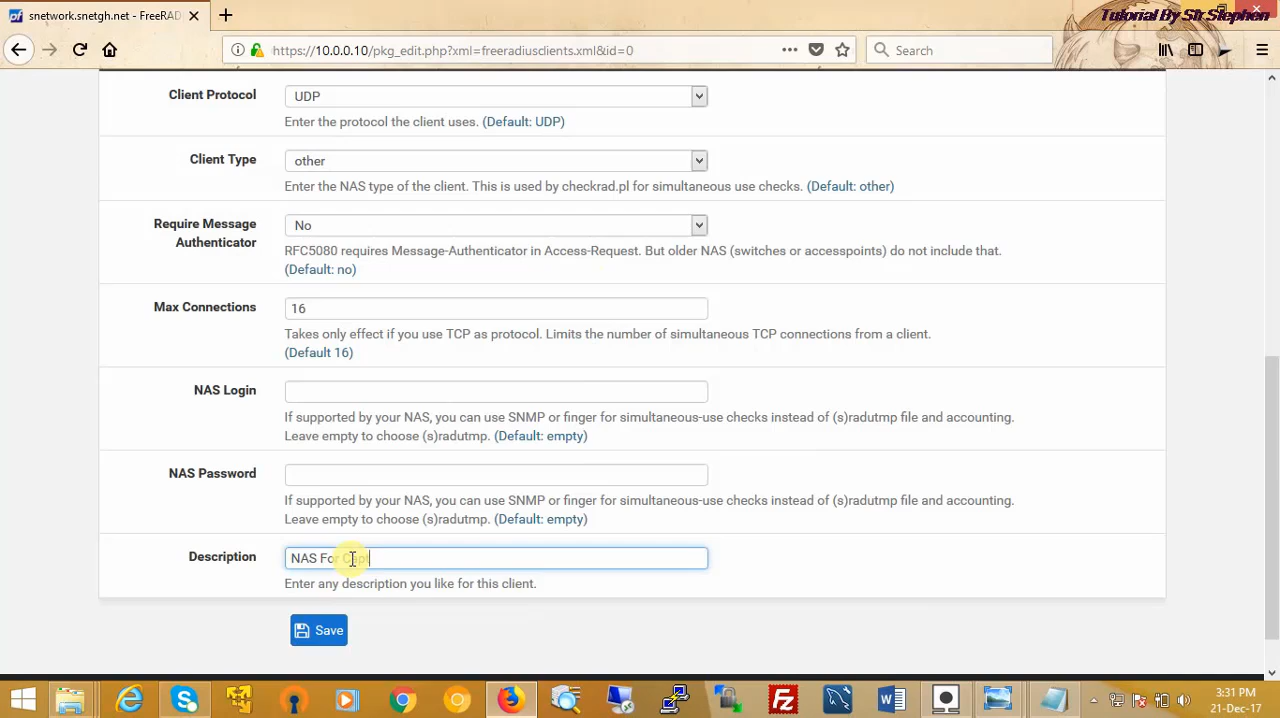 snetwork.snetgh.net - FreeRAD
Tutorial By Sir Stephen
https://10.0.0.10/pkg_edit.php?xml=freeradiusclients.xml&id=0
Search
Client Protocol
UDP
Enter the protocol the client uses. (Default: UDP)
Client Type
other
Enter the NAS type of the client. This is used by checkrad.pl for simultaneous use checks. (Default: other)
Require Message
Authenticator
No
RFC5080 requires Message-Authenticator in Access-Request. But older NAS (switches or accesspoints) do not include that.
(Default: no)
Max Connections
16
Takes only effect if you use TCP as protocol. Limits the number of simultaneous TCP connections from a client.
(Default 16)
NAS Login
If supported by your NAS, you can use SNMP or finger for simultaneous-use checks instead of (s)radutmp file and accounting.
Leave empty to choose (s)radutmp. (Default: empty)
NAS Password
If supported by your NAS, you can use SNMP or finger for simultaneous-use checks instead of (s)radutmp file and accounting.
Leave empty to choose (s)radutmp. (Default: empty)
Description
NAS For
Enter any description you like for this client.
Save
3:31 PM
21-Dec-17